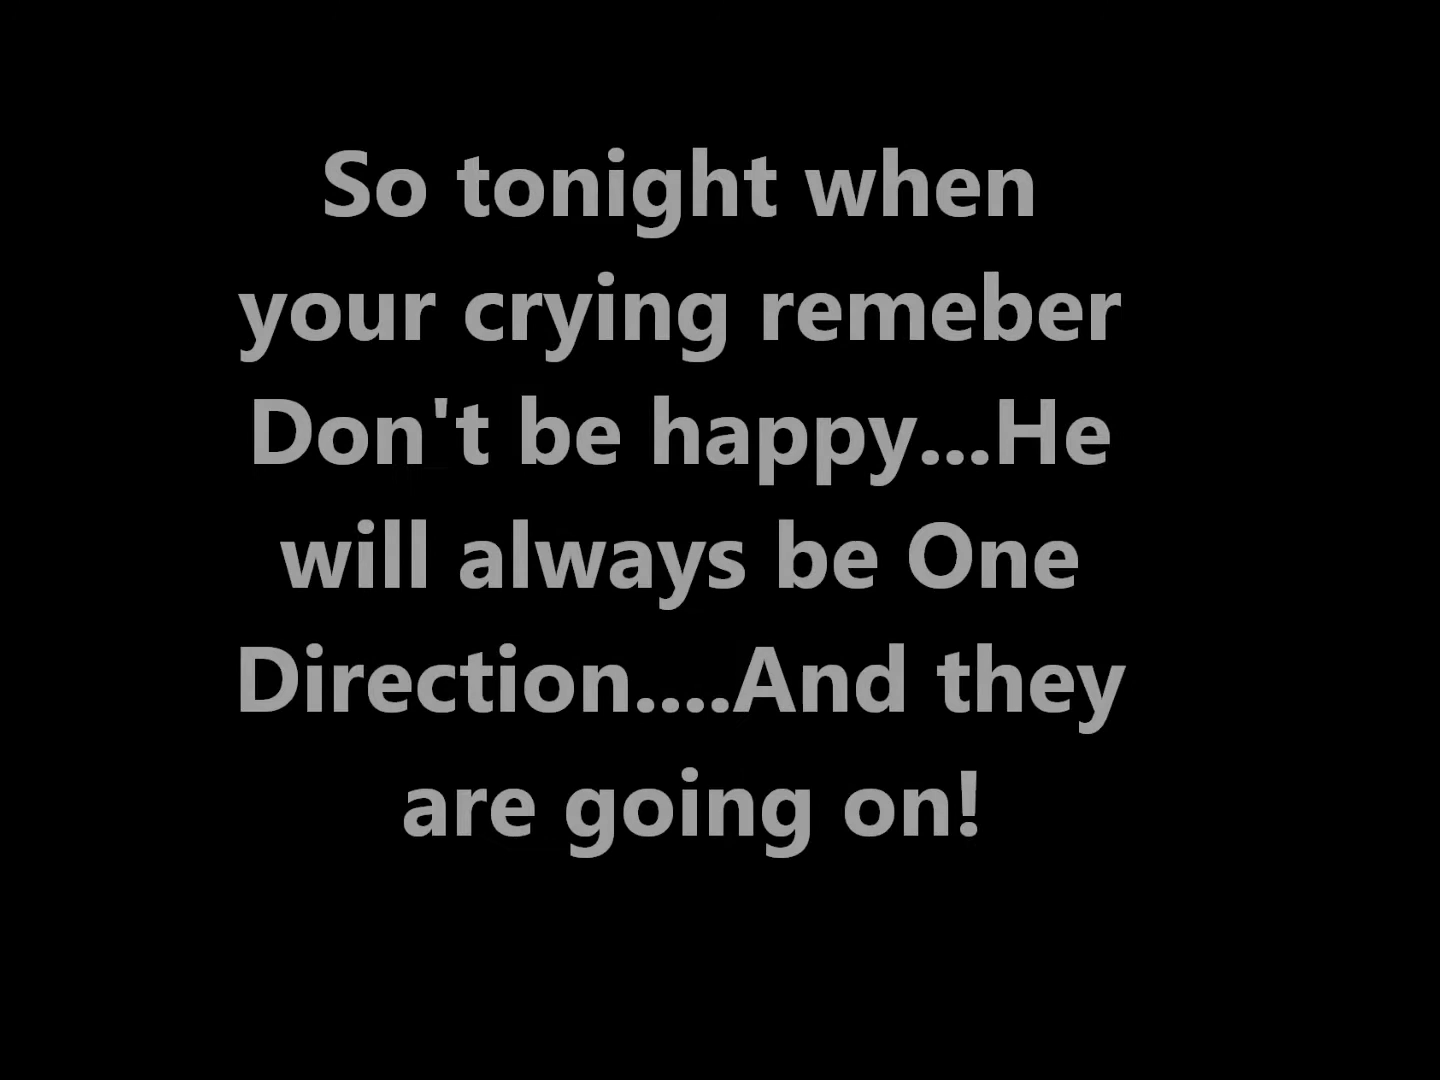 So tonight when
your crying remeber
Don't be happy...He
will always be One
Direction....And they
are going on!